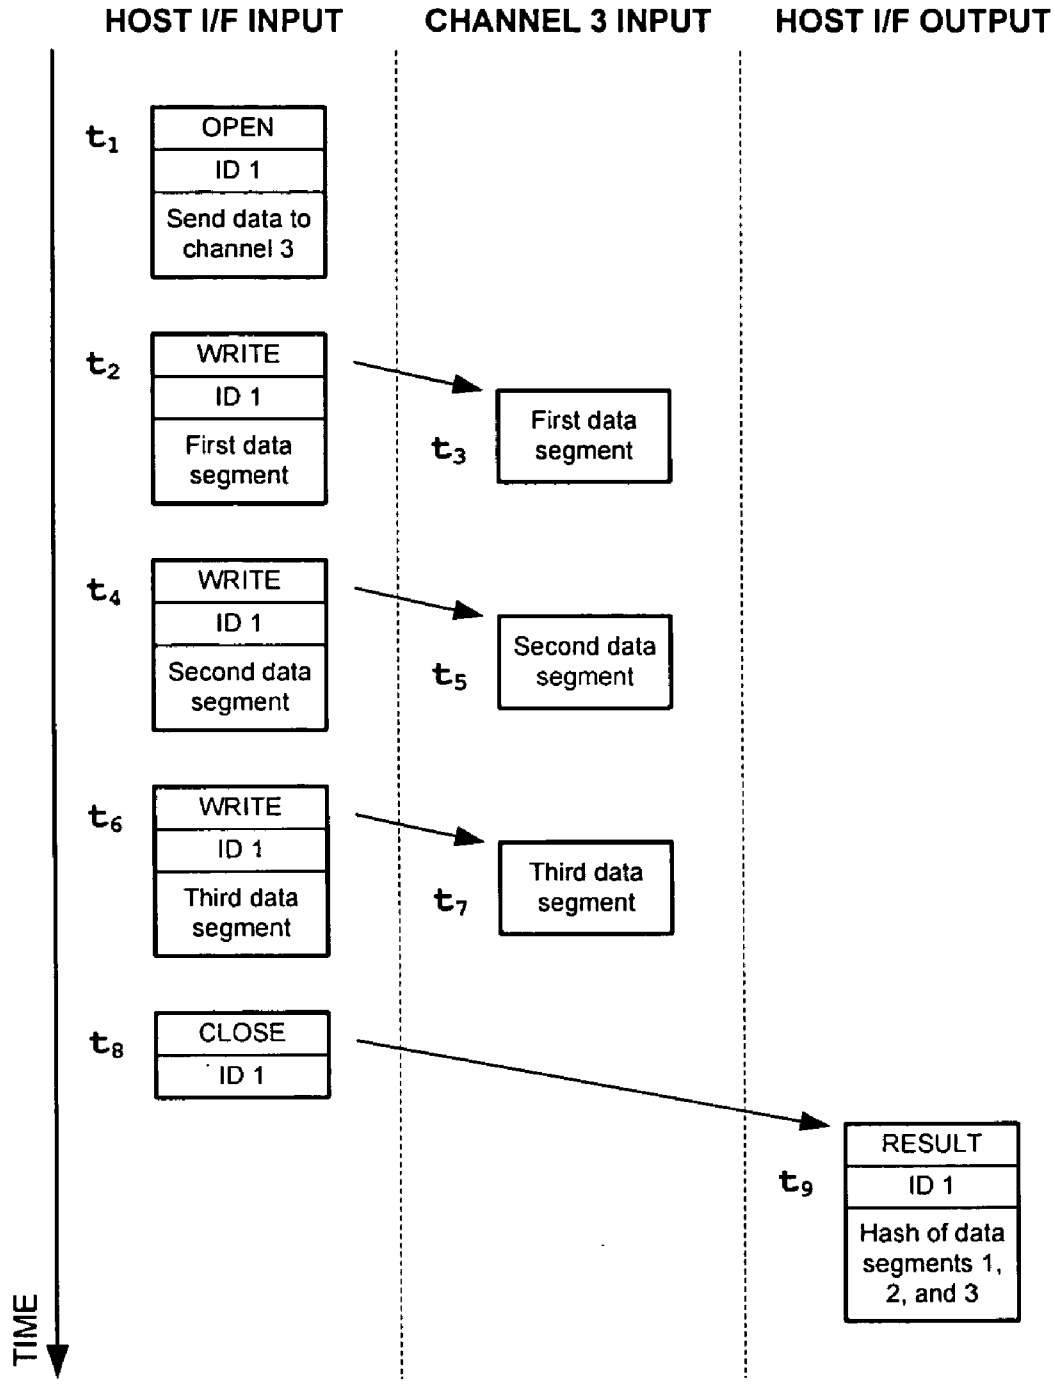 HOST I/F INPUT
CHANNEL 3 INPUT
HOST I/F OUTPUT
t1
OPEN
ID 1
Send data to
channel 3
t2
WRITE
ID 1
First data
segment
t3
First data
segment
t4
WRITE
ID 1
Second data
segment
t5
Second data
segment
t6
WRITE
ID 1
Third data
segment
t7
Third data
segment
t8
CLOSE
ID 1
t9
RESULT
ID 1
Hash of data
segments 1,
2, and 3
TIME